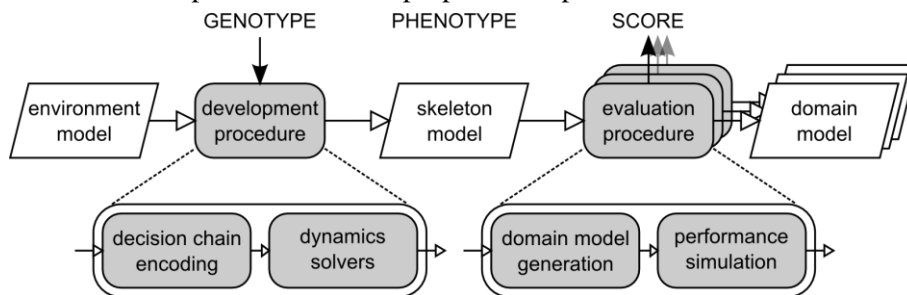 GENOTYPE PHENOTYPE SCORE
environment model
development procedure
skeleton model
evaluation procedure
domain model
decision chain encoding
dynamics solvers
domain model generation
performance simulation